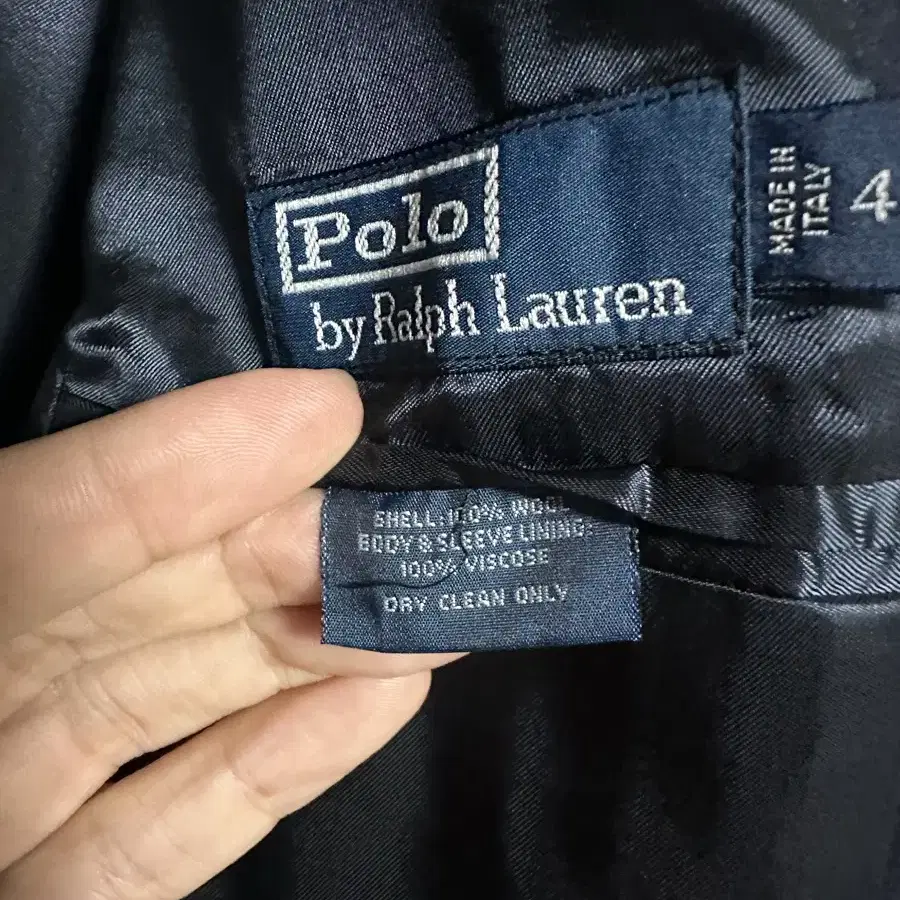 Polo
by Ralph Lauren
MADE IN
ITALY
4
SHELL: 100% WOOL
BODY & SLEEVE LINING:
100% VISCOSE
DRY CLEAN ONLY